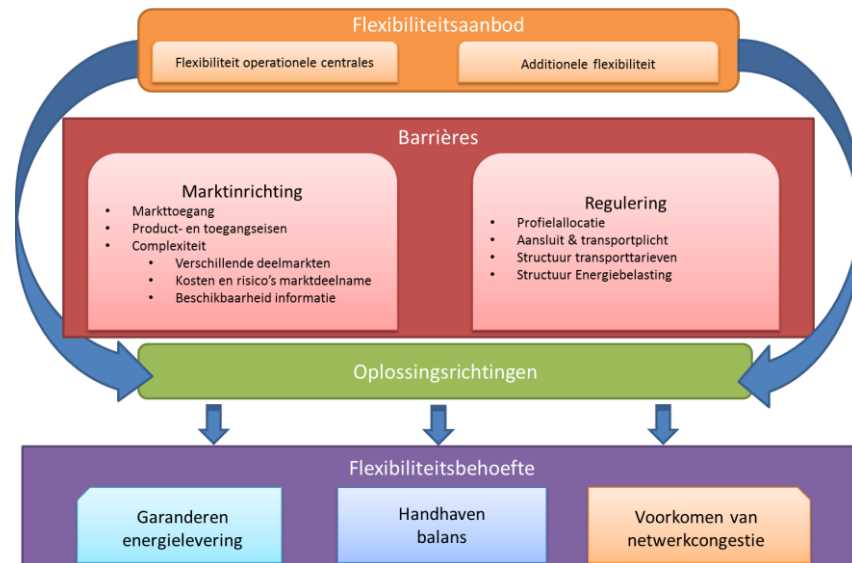 Flexibiliteitsaanbod
Flexibiliteit operationele centrales
Additionele flexibiliteit
Barrières
Marktinrichting
• Markttoegang
• Product- en toegangseisen
• Complexiteit
• Verschillende deelmarkten
• Kosten en risico's marktdeelname
• Beschikbaarheid informatie
Regulering
• Profielallocatie
• Aansluit & transportplicht
• Structuur transporttarieven
• Structuur Energiebelasting
Oplossingsrichtingen
Flexibiliteitsbehoefte
Garanderen
energielevering
Handhaven
balans
Voorkomen van
netwerkcongestie